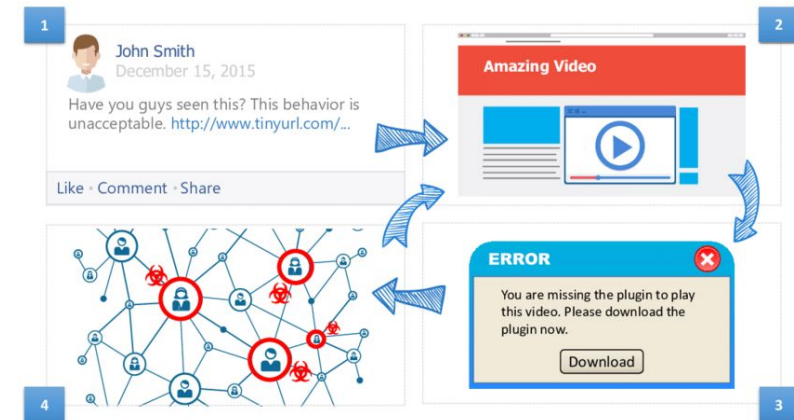 1
John Smith
December 15, 2015
Have you guys seen this? This behavior is
unacceptable. http://www.tinyurl.com/...
Like • Comment • Share
2
Amazing Video
ERROR
You are missing the plugin to play
this video. Please download the
plugin now.
Download
3
4